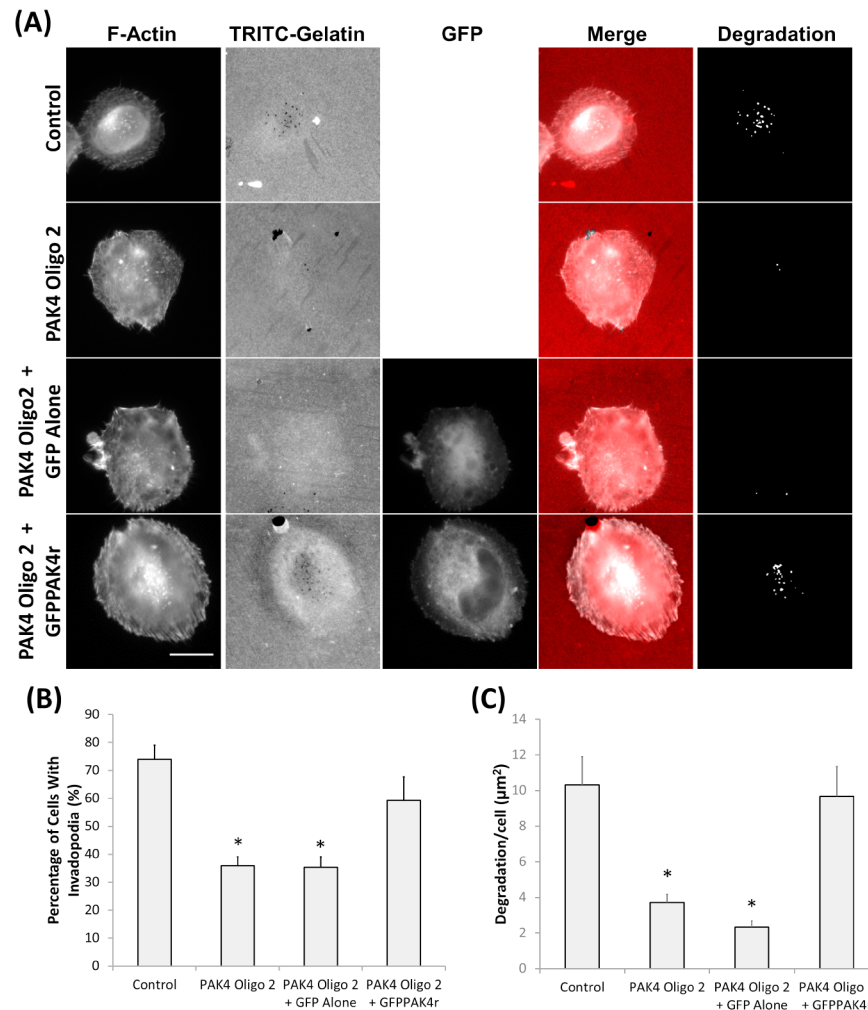 (A)
F-Actin TRITC-Gelatin GFP Merge Degradation
Control
PAK4 Oligo 2
PAK4 Oligo2 +
GFP Alone
PAK4 Oligo 2 +
GFPPAK4r
(B)
Percentage of Cells With
Invadopodia (%)
90
80
70
60
50
40
30
20
10
0
*
*
Control
PAK4 Oligo 2
PAK4 Oligo 2
+ GFP Alone
PAK4 Oligo 2
+ GFPPAK4r
(C)
Degradation/cell (μm²)
14
12
10
8
6
4
2
0
*
*
Control
PAK4 Oligo 2
PAK4 Oligo 2
+ GFP Alone
PAK4 Oligo
+ GFPPAK4